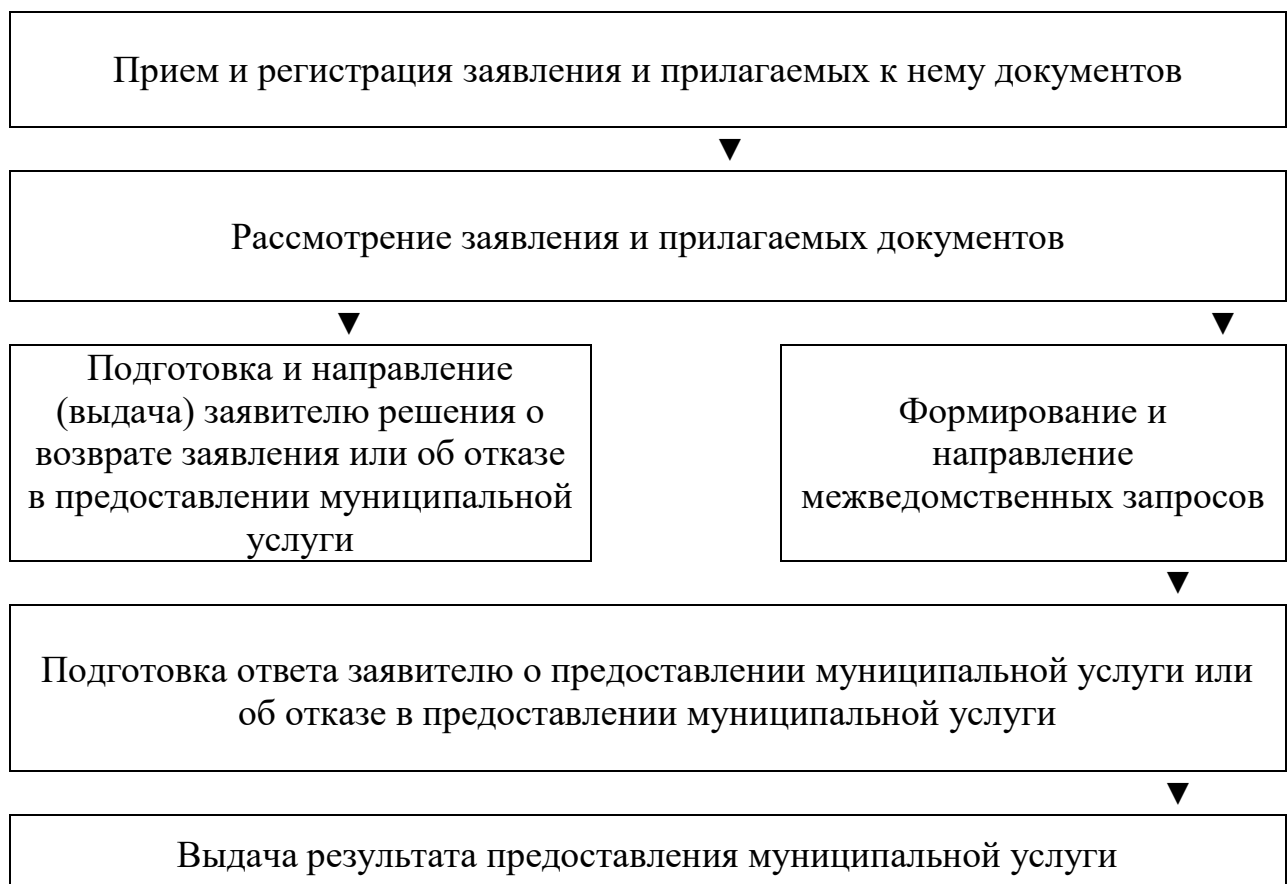 Прием и регистрация заявления и прилагаемых к нему документов
▼
Рассмотрение заявления и прилагаемых документов
▼ ▼
Подготовка и направление
(выдача) заявителю решения о
возврате заявления или об отказе
в предоставлении муниципальной
услуги
Формирование и
направление
межведомственных запросов
▼
Подготовка ответа заявителю о предоставлении муниципальной услуги или
об отказе в предоставлении муниципальной услуги
▼
Выдача результата предоставления муниципальной услуги